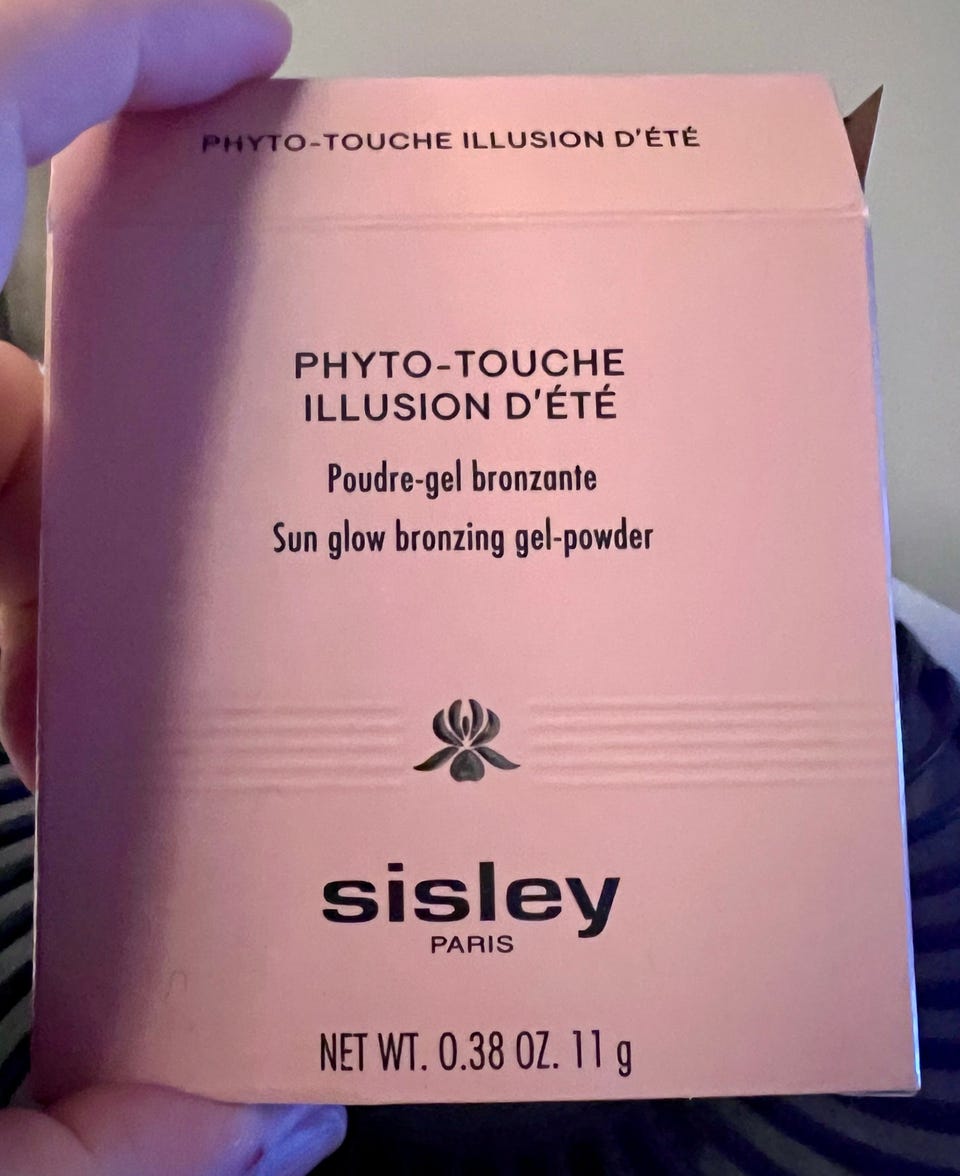 PHYTO-TOUCHE ILLUSION D'ÉTÉ
PHYTO-TOUCHE
ILLUSION D'ÉTÉ
Poudre-gel bronzante
Sun glow bronzing gel-powder
sisley
PARIS
NET WT. 0.38 OZ. 11 g